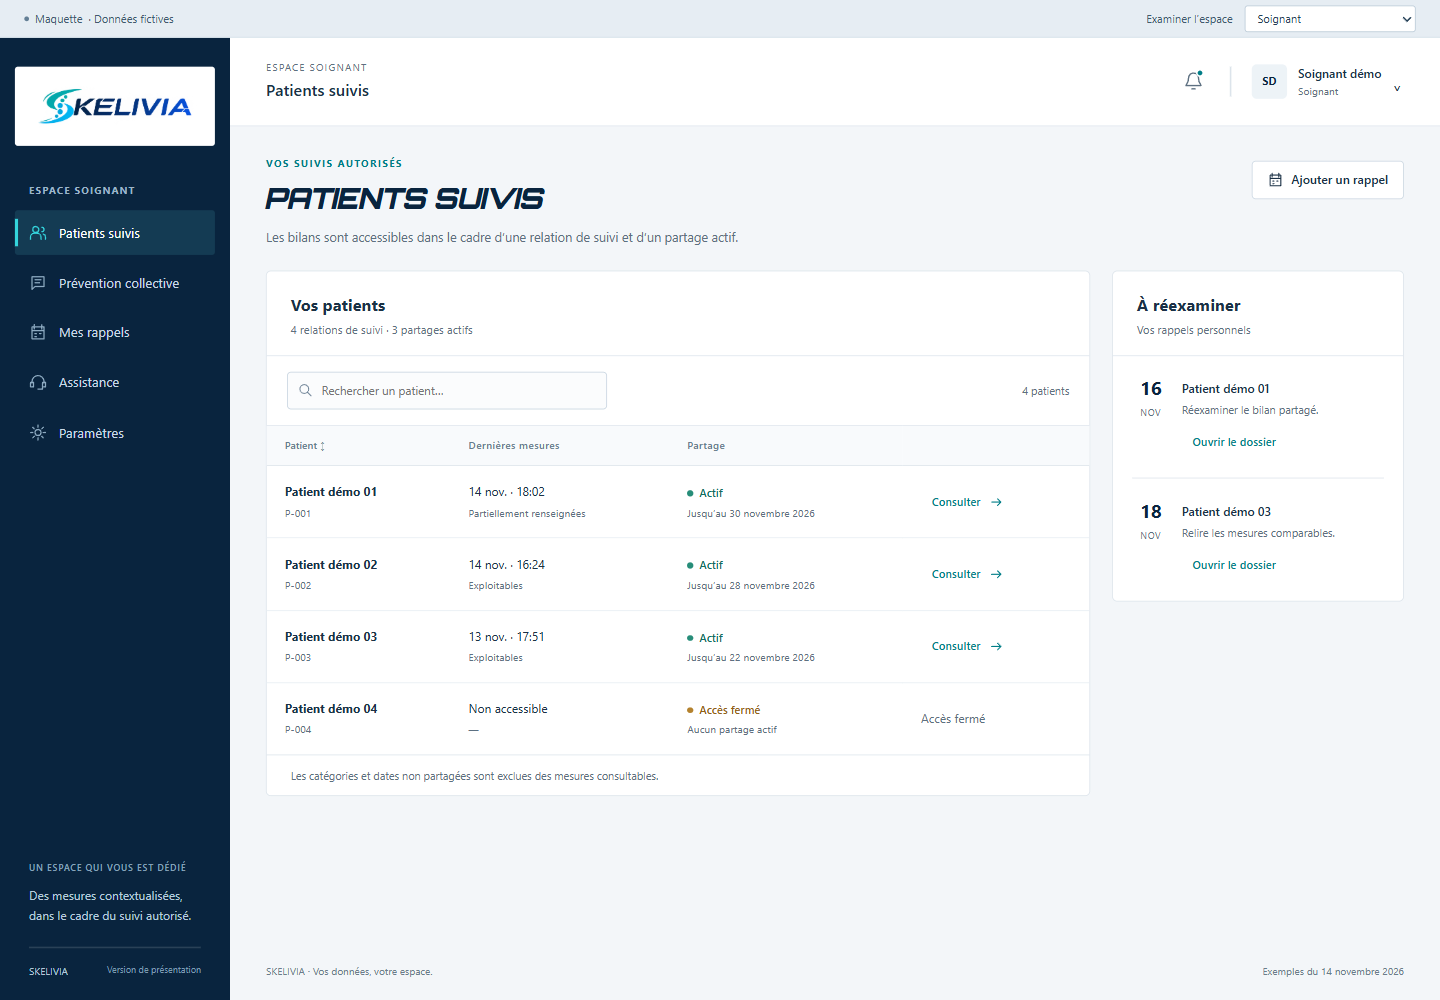 Maquette · Données fictives
Examiner l'espace
Soignant
SKELIVIA
ESPACE SOIGNANT
Patients suivis
Prévention collective
Mes rappels
Assistance
Paramètres
UN ESPACE QUI VOUS EST DÉDIÉ
Des mesures contextualisées,
dans le cadre du suivi autorisé.
SKELIVIA
Version de présentation
ESPACE SOIGNANT
Patients suivis
SD
Soignant démo
Soignant
VOS SUIVIS AUTORISÉS
PATIENTS SUIVIS
Les bilans sont accessibles dans le cadre d'une relation de suivi et d'un partage actif.
Ajouter un rappel
Vos patients
4 relations de suivi · 3 partages actifs
Rechercher un patient...
4 patients
Patient
Dernières mesures
Partage
Patient démo 01
P-001
14 nov. · 18:02
Partiellement renseignées
Actif
Jusqu'au 30 novembre 2026
Consulter →
Patient démo 02
P-002
14 nov. · 16:24
Exploitables
Actif
Jusqu'au 28 novembre 2026
Consulter →
Patient démo 03
P-003
13 nov. · 17:51
Exploitables
Actif
Jusqu'au 22 novembre 2026
Consulter →
Patient démo 04
P-004
Non accessible
—
Accès fermé
Aucun partage actif
Accès fermé
Les catégories et dates non partagées sont exclues des mesures consultables.
À réexaminer
Vos rappels personnels
16
NOV
Patient démo 01
Réexaminer le bilan partagé.
Ouvrir le dossier
18
NOV
Patient démo 03
Relire les mesures comparables.
Ouvrir le dossier
SKELIVIA · Vos données, votre espace.
Exemples du 14 novembre 2026